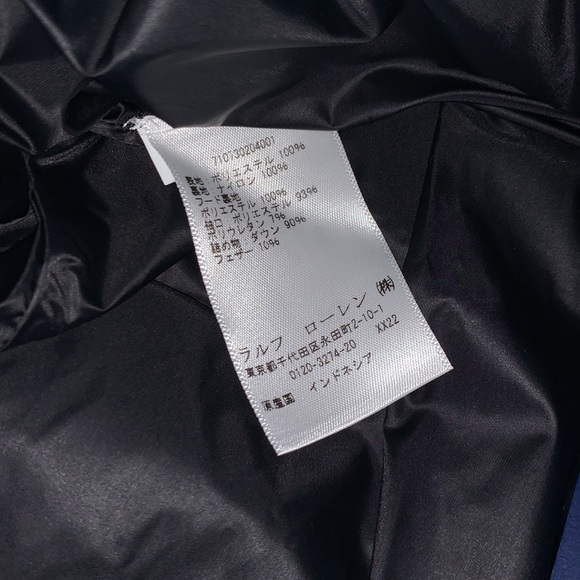 710730204001
表地 ポリエステル 100%
裏地 ナイロン 100%
フード裏地
ポリエステル 100%
袖口 ポリエステル 93%
ポリウレタン 7%
詰め物 ダウン 90%
フェザー 10%
ラルフ ローレン (株)
東京都千代田区永田町2-10-1
0120-3274-20 XX22
原産国 インドネシア